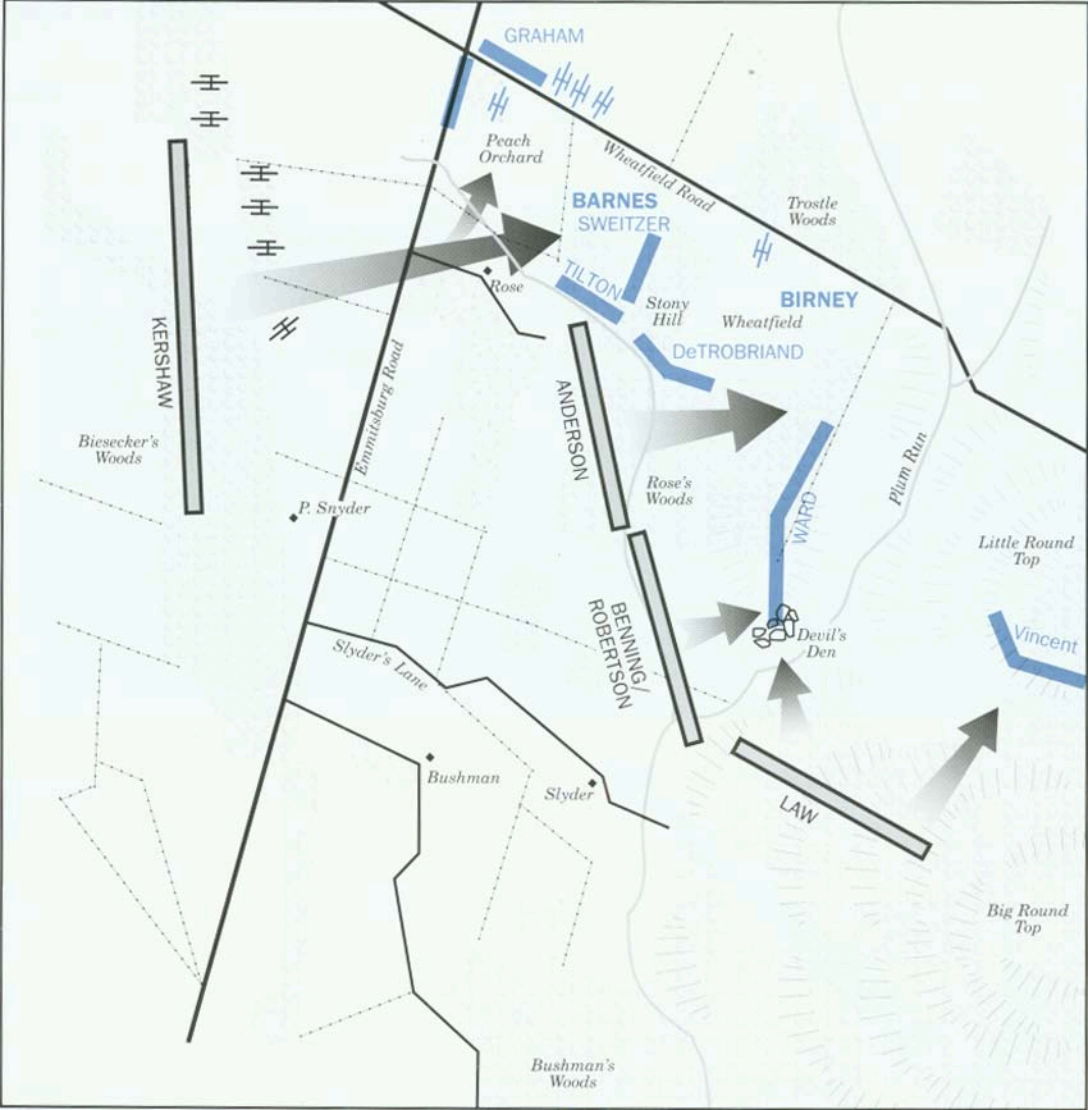 GRAHAM
Peach
Orchard
Wheatfield Road
BARNES
SWEITZER
Trostle
Woods
TILTON
Rose
Stony
Hill
BIRNEY
Wheatfield
DeTROBRIAND
KERSHAW
Emmitsburg Road
ANDERSON
Biesecker's
Woods
Rose's
Woods
Plum Run
P. Snyder
WARD
Little Round
Top
BENNING/
ROBERTSON
Devil's
Den
Vincent
Slyder's Lane
Bushman
Slyder
LAW
Big Round
Top
Bushman's
Woods